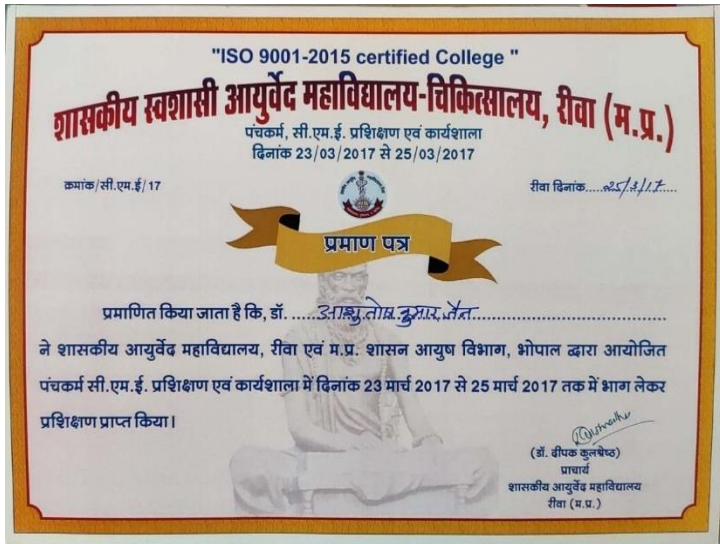 "ISO 9001-2015 certified College "
शासकीय स्वशासी आयुर्वेद महाविद्यालय-चिकित्सालय, रीवा (म.प्र.)
पंचकर्म, सी.एम.ई. प्रशिक्षण एवं कार्यशाला
दिनांक 23/03/2017 से 25/03/2017
क्रमांक/सी.एम.ई/17
रीवा दिनांक.....25/3/17....
प्रमाण पत्र
प्रमाणित किया जाता है कि, डॉ. .....आशुतोष कुमार जैन.....
ने शासकीय आयुर्वेद महाविद्यालय, रीवा एवं म.प्र. शासन आयुष विभाग, भोपाल द्वारा आयोजित
पंचकर्म सी.एम.ई. प्रशिक्षण एवं कार्यशाला में दिनांक 23 मार्च 2017 से 25 मार्च 2017 तक में भाग लेकर
प्रशिक्षण प्राप्त किया।
(डॉ. दीपक कुलश्रेष्ठ)
प्राचार्य
शासकीय आयुर्वेद महाविद्यालय
रीवा (म.प्र.)